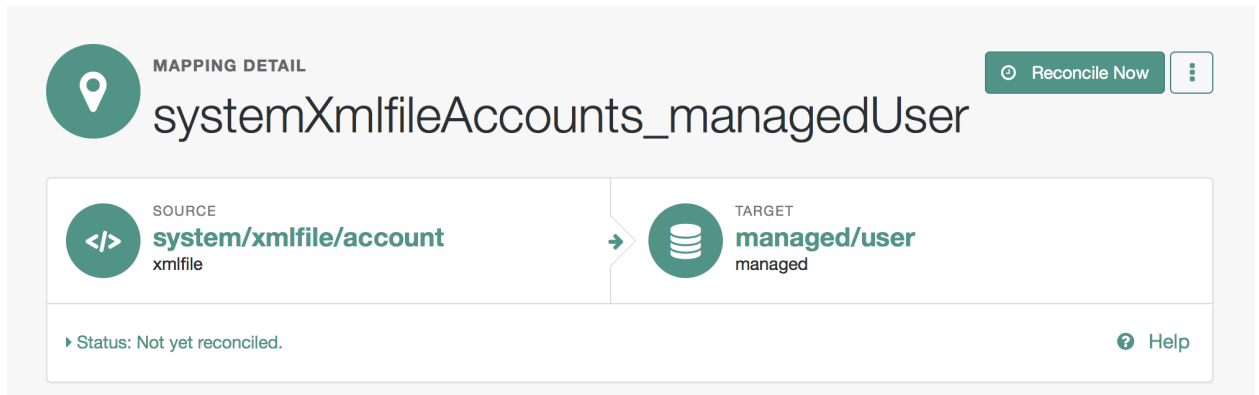 MAPPING DETAIL
Reconcile Now
systemXmlfileAccounts_managedUser
SOURCE
system/xmlfile/account
xmlfile
TARGET
managed/user
managed
Status: Not yet reconciled.
Help